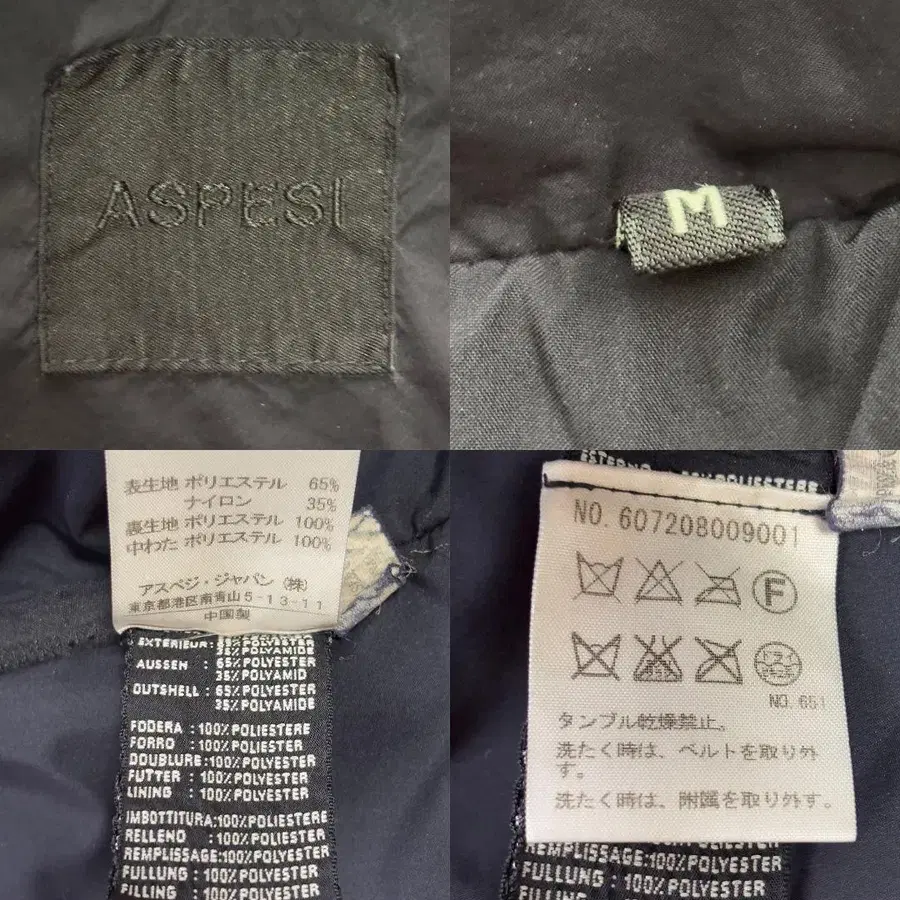 ASPESI
M
表生地 ポリエステル 65%
ナイロン 35%
裏生地 ポリエステル 100%
中わた ポリエステル 100%
アスペジ・ジャパン (株)
東京都港区南青山5-13-11
中国製
EXTERIEUR: 65%POLYESTER
35%POLYAMIDE
AUSSEN : 65%POLYESTER
35%POLYAMID
OUTSHELL : 65%POLYESTER
35%POLYAMIDE
FODERA :100%POLIESTERE
FORRO :100%POLYESTER
DOUBLURE:100%POLYESTER
FUTTER :100%POLYESTER
LINING :100%POLYESTER
IMBOTTITURA:100%POLIESTERE
RELLENO :100%POLYESTER
REMPLISSAGE:100%POLYESTER
FULLUNG :100%POLYESTER
FILLING :100%POLYESTER
ESTERNO
POLIESTERE
NO. 607208009001
F
NO. 651
タンブル乾燥禁止。
洗たく時は、ベルトを取り外
す。
洗たく時は、附属を取り外す。
REMPLISSAGE:100%POLYESTER
FULLUNG :100%POLYESTER
FILLING :100%POLYESTER